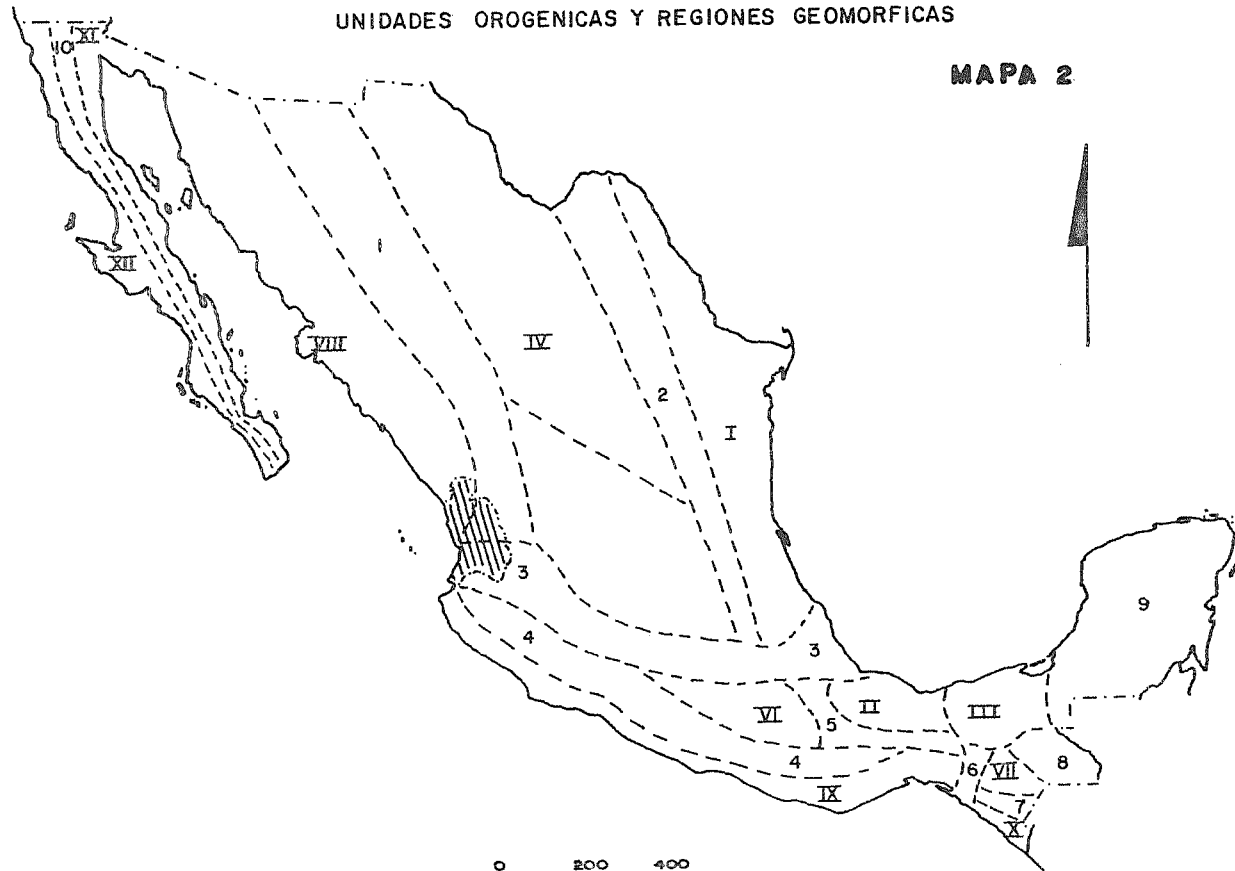 UNIDADES OROGENICAS Y REGIONES GEOMORFICAS
MAPA 2
10 XI
XII
I
VIII
IV
2
I
3
9
4
3
VI
5
II
III
4
6
VII
8
IX
7
X
0 200 400